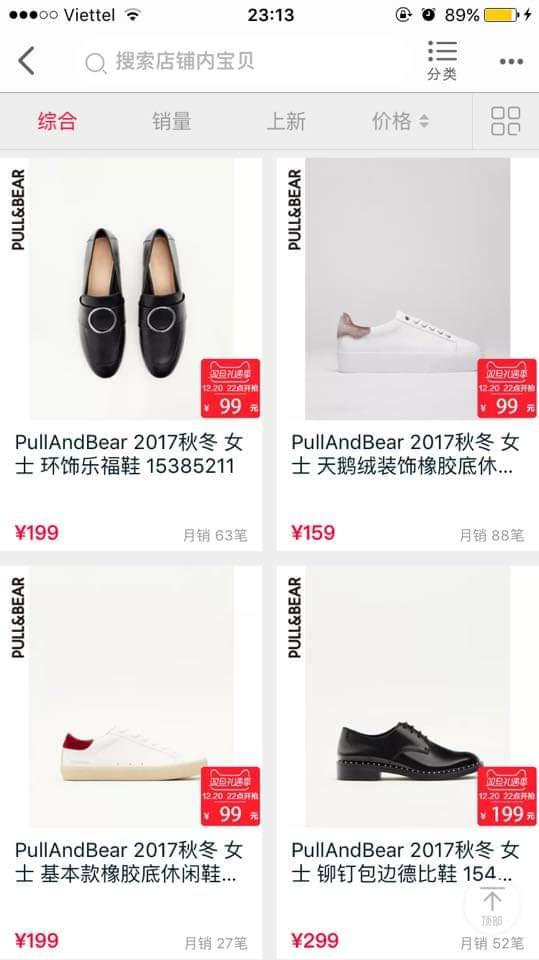 Viettel
23:13
89%
搜索店铺内宝贝
分类
综合
销量
上新
价格
PULL&BEAR
双旦礼遇季
12.20 22点开抢
¥ 99 元
PullAndBear 2017秋冬 女
士 环饰乐福鞋 15385211
¥199
月销 63笔
PULL&BEAR
双旦礼遇季
12.20 22点开抢
¥ 99 元
PullAndBear 2017秋冬 女
士 天鹅绒装饰橡胶底休...
¥159
月销 88笔
PULL&BEAR
双旦礼遇季
12.20 22点开抢
¥ 99 元
PullAndBear 2017秋冬 女
士 基本款橡胶底休闲鞋...
¥199
月销 27笔
PULL&BEAR
双旦礼遇季
12.20 22点开抢
¥ 199 元
PullAndBear 2017秋冬 女
士 铆钉包边德比鞋 154...
¥299
月销 52笔
顶部